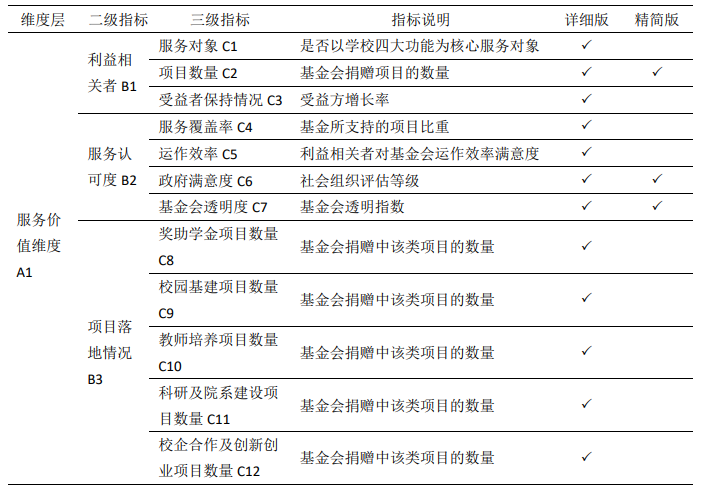 维度层 二级指标 三级指标 指标说明 详细版 精简版
服务价
值维度
A1
利益相
关者 B1
服务对象 C1 是否以学校四大功能为核心服务对象 ✓
项目数量 C2 基金会捐赠项目的数量 ✓ ✓
受益者保持情况 C3 受益方增长率 ✓
服务认
可度 B2
服务覆盖率 C4 基金所支持的项目比重 ✓
运作效率 C5 利益相关者对基金会运作效率满意度 ✓
政府满意度 C6 社会组织评估等级 ✓ ✓
基金会透明度 C7 基金会透明指数 ✓ ✓
项目落
地情况
B3
奖助学金项目数量
C8
基金会捐赠中该类项目的数量 ✓
校园基建项目数量
C9
基金会捐赠中该类项目的数量 ✓
教师培养项目数量
C10
基金会捐赠中该类项目的数量 ✓
科研及院系建设项
目数量 C11
基金会捐赠中该类项目的数量 ✓
校企合作及创新创
业项目数量 C12
基金会捐赠中该类项目的数量 ✓